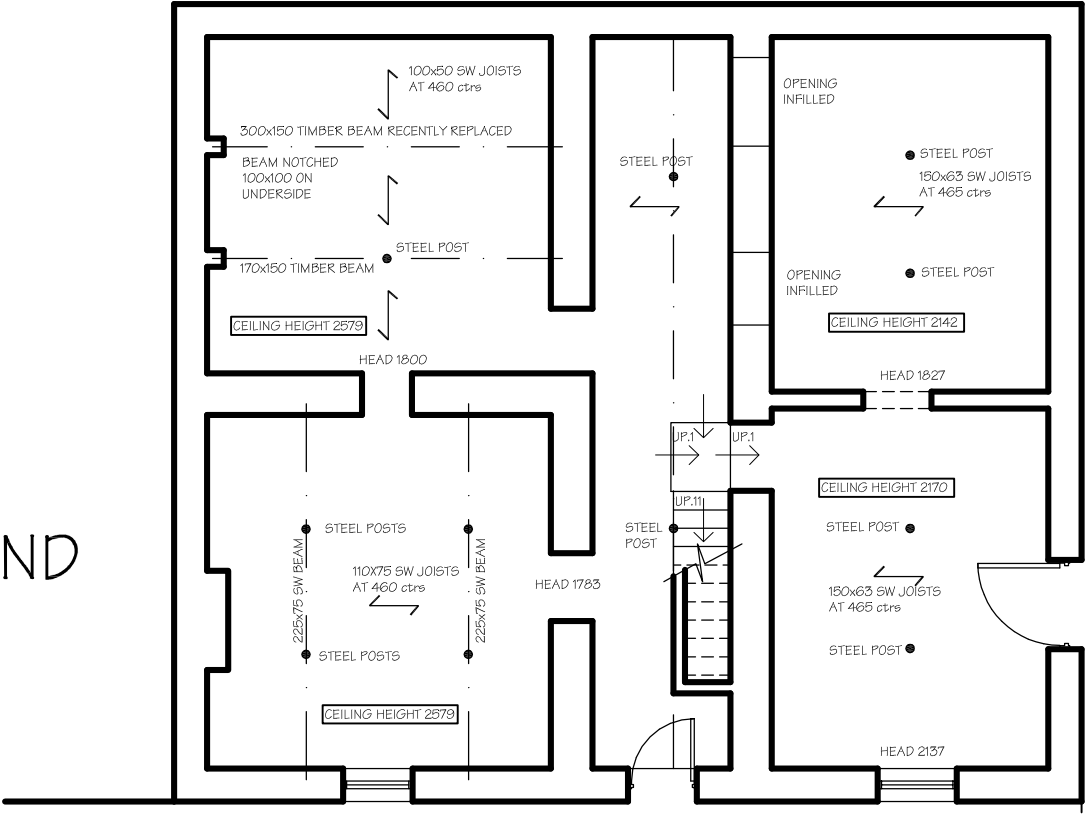 100x50 SW JOISTS
AT 460 ctrs
300x150 TIMBER BEAM RECENTLY REPLACED
BEAM NOTCHED
100x100 ON
UNDERSIDE
STEEL POST
170x150 TIMBER BEAM
CEILING HEIGHT 2579
HEAD 1800
STEEL POST
OPENING
INFILLED
STEEL POST
150x63 SW JOISTS
AT 465 ctrs
OPENING
INFILLED
STEEL POST
CEILING HEIGHT 2142
HEAD 1827
UP.1
UP.1
UP.11
STEEL
POST
CEILING HEIGHT 2170
STEEL POST
150x63 SW JOISTS
AT 465 ctrs
STEEL POST
HEAD 2137
ND
STEEL POSTS
225x75 SW BEAM
110X75 SW JOISTS
AT 460 ctrs
225x75 SW BEAM
HEAD 1783
STEEL POSTS
CEILING HEIGHT 2579